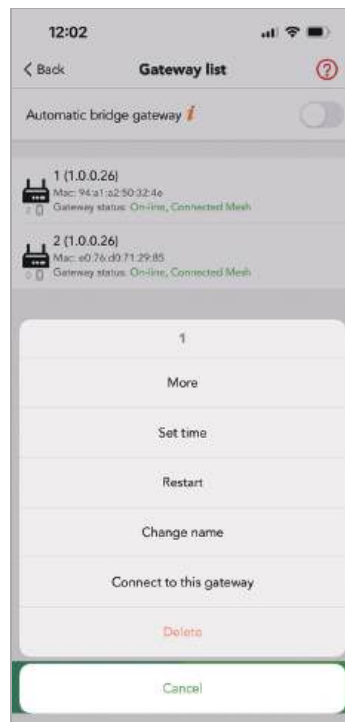 12:02
Back
Gateway list
?
Automatic bridge gateway i
1 (1.0.0.26)
Mac: 94:a1:a2:50:32:4e
Gateway status: On-line, Connected Mesh
2 (1.0.0.26)
Mac: e0:76:d0:71:29:85
Gateway status: On-line, Connected Mesh
1
More
Set time
Restart
Change name
Connect to this gateway
Delete
Cancel